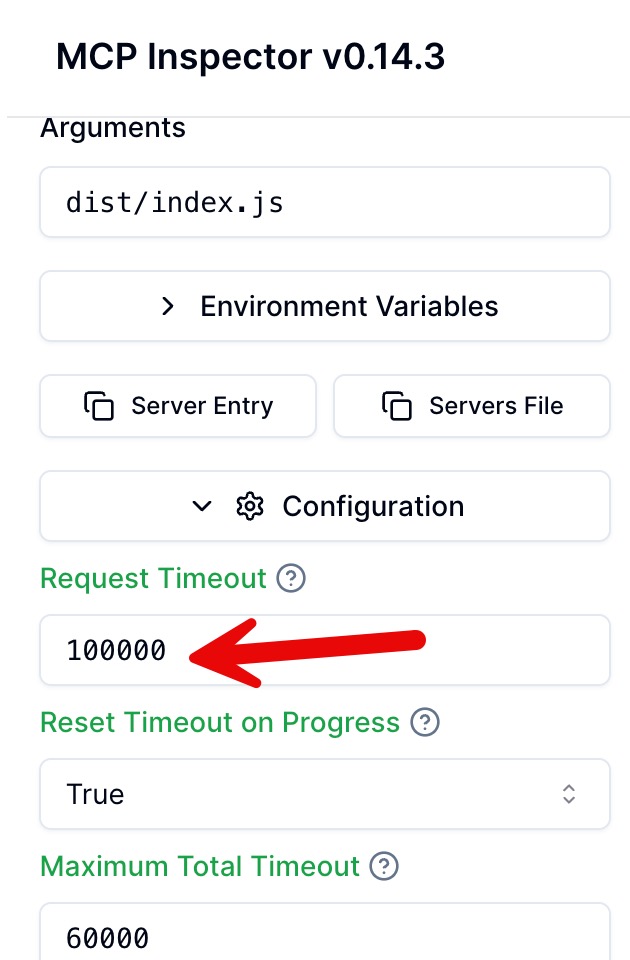 MCP Inspector v0.14.3
Arguments
dist/index.js
Environment Variables
Server Entry
Servers File
Configuration
Request Timeout ?
100000
Reset Timeout on Progress ?
True
Maximum Total Timeout ?
60000